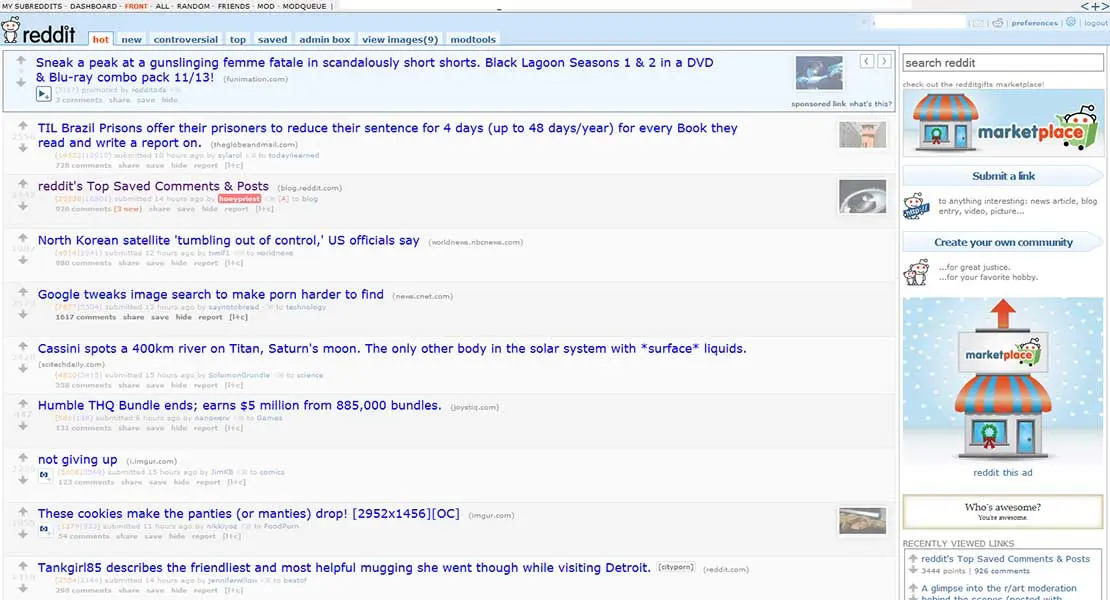 MY SUBREDDITS - DASHBOARD - FRONT - ALL - RANDOM - FRIENDS - MOD - MODQUEUE |
<+>
reddit hot new controversial top saved admin box view images(9) modtools
preferences | logout
Sneak a peak at a gunslinging femme fatale in scandalously short shorts. Black Lagoon Seasons 1 & 2 in a DVD
& Blu-ray combo pack 11/13! (funimation.com)
promoted by redditads
3 comments share save hide
sponsored link what's this?
TIL Brazil Prisons offer their prisoners to reduce their sentence for 4 days (up to 48 days/year) for every Book they
read and write a report on. (theglobeandmail.com)
submitted 10 hours ago by sylarol to todaylearned
728 comments share save hide report [l+c]
reddit's Top Saved Comments & Posts (blog.reddit.com)
submitted 14 hours ago by hueypriest [A] to blog
926 comments [3 new] share save hide report [l+c]
North Korean satellite 'tumbling out of control,' US officials say (worldnews.nbcnews.com)
submitted 12 hours ago by to worldnews
comments share save hide report [l+c]
Google tweaks image search to make porn harder to find (news.cnet.com)
submitted 13 hours ago by saynotobread to technology
1617 comments share save hide report [l+c]
Cassini spots a 400km river on Titan, Saturn's moon. The only other body in the solar system with *surface* liquids.
(scitechdaily.com)
submitted 15 hours ago by SolomonGrundle to science
358 comments share save hide report [l+c]
Humble THQ Bundle ends; earns $5 million from 885,000 bundles. (joystiq.com)
submitted 6 hours ago by to Games
131 comments share save hide report [l+c]
not giving up (i.imgur.com)
submitted 15 hours ago by JimKB to comics
123 comments share save hide report [l+c]
These cookies make the panties (or manties) drop! [2952x1456][OC] (imgur.com)
submitted 11 hours ago by nikkiyoz to FoodPorn
54 comments share save hide report [l+c]
Tankgirl85 describes the friendliest and most helpful mugging she went though while visiting Detroit. [cityporn] (reddit.com)
submitted 14 hours ago by jenniferwillow to bestof
298 comments share save hide report [l+c]
search reddit
check out the redditgifts marketplace!
marketplace
Submit a link
to anything interesting: news article, blog
entry, video, picture...
Create your own community
...for great justice.
...for your favorite hobby.
marketplace
reddit this ad
Who's awesome?
You're awesome.
RECENTLY VIEWED LINKS
reddit's Top Saved Comments & Posts
3444 points | 926 comments
A glimpse into the r/art moderation
behind the scenes (posted with